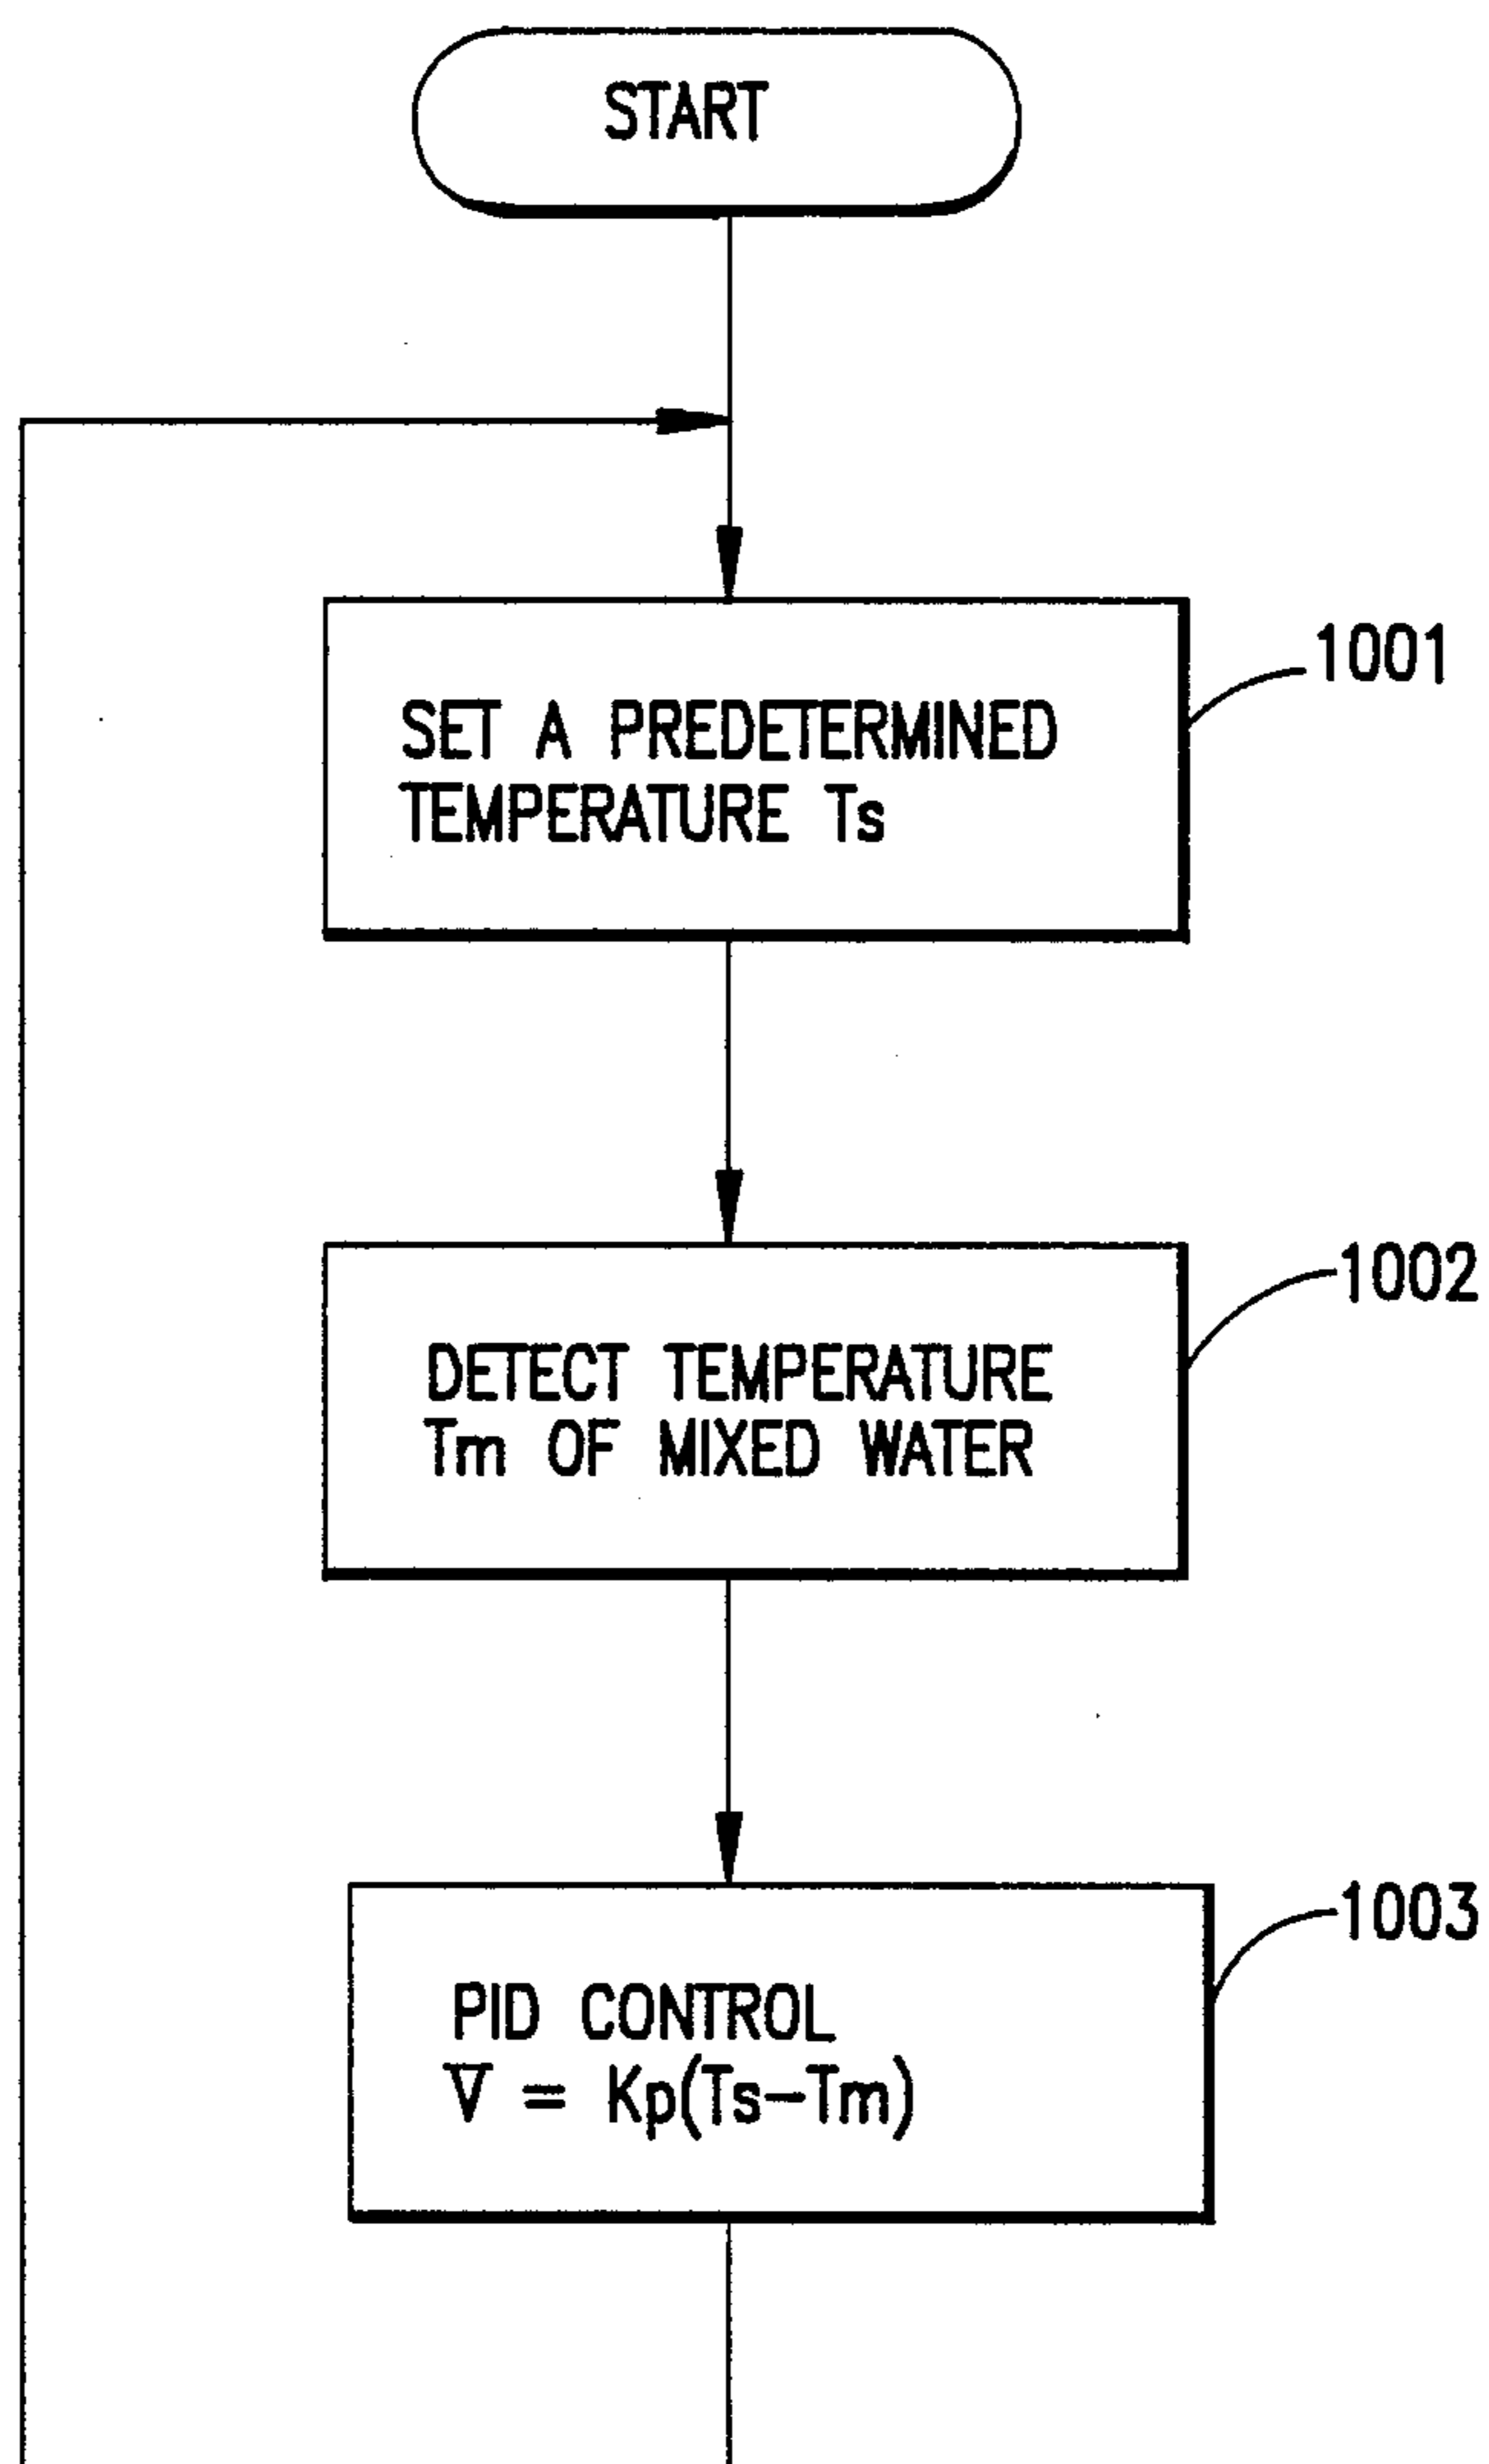 START
1001
SET A PREDETERMINED
TEMPERATURE Ts
1002
DETECT TEMPERATURE
Tm OF MIXED WATER
1003
PID CONTROL
V = Kp(Ts-Tm)